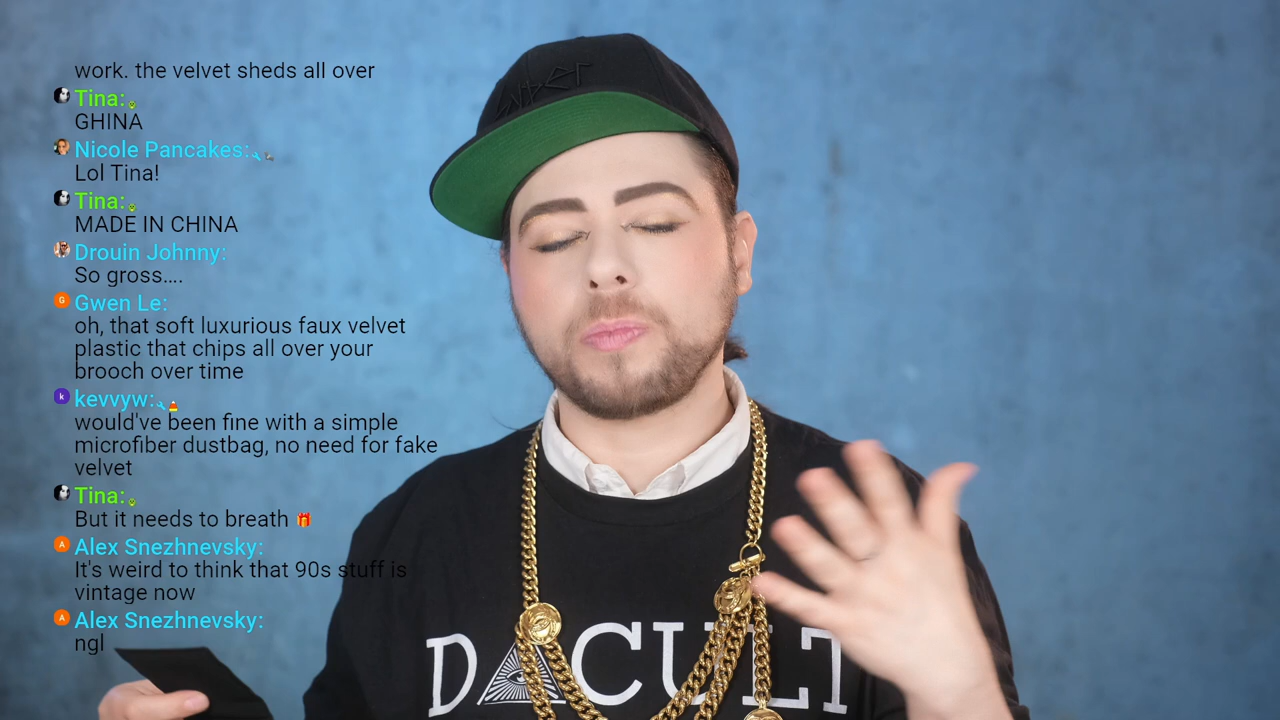 work. the velvet sheds all over
Tina:
GHINA
Nicole Pancakes:
Lol Tina!
Tina:
MADE IN CHINA
Drouin Johnny:
So gross....
G
Gwen Le:
oh, that soft luxurious faux velvet
plastic that chips all over your
brooch over time
k
kevvyw:
would've been fine with a simple
microfiber dustbag, no need for fake
velvet
Tina:
But it needs to breath 🎁
A
Alex Snezhnevsky:
It's weird to think that 90s stuff is
vintage now
A
Alex Snezhnevsky:
ngl
DACULT